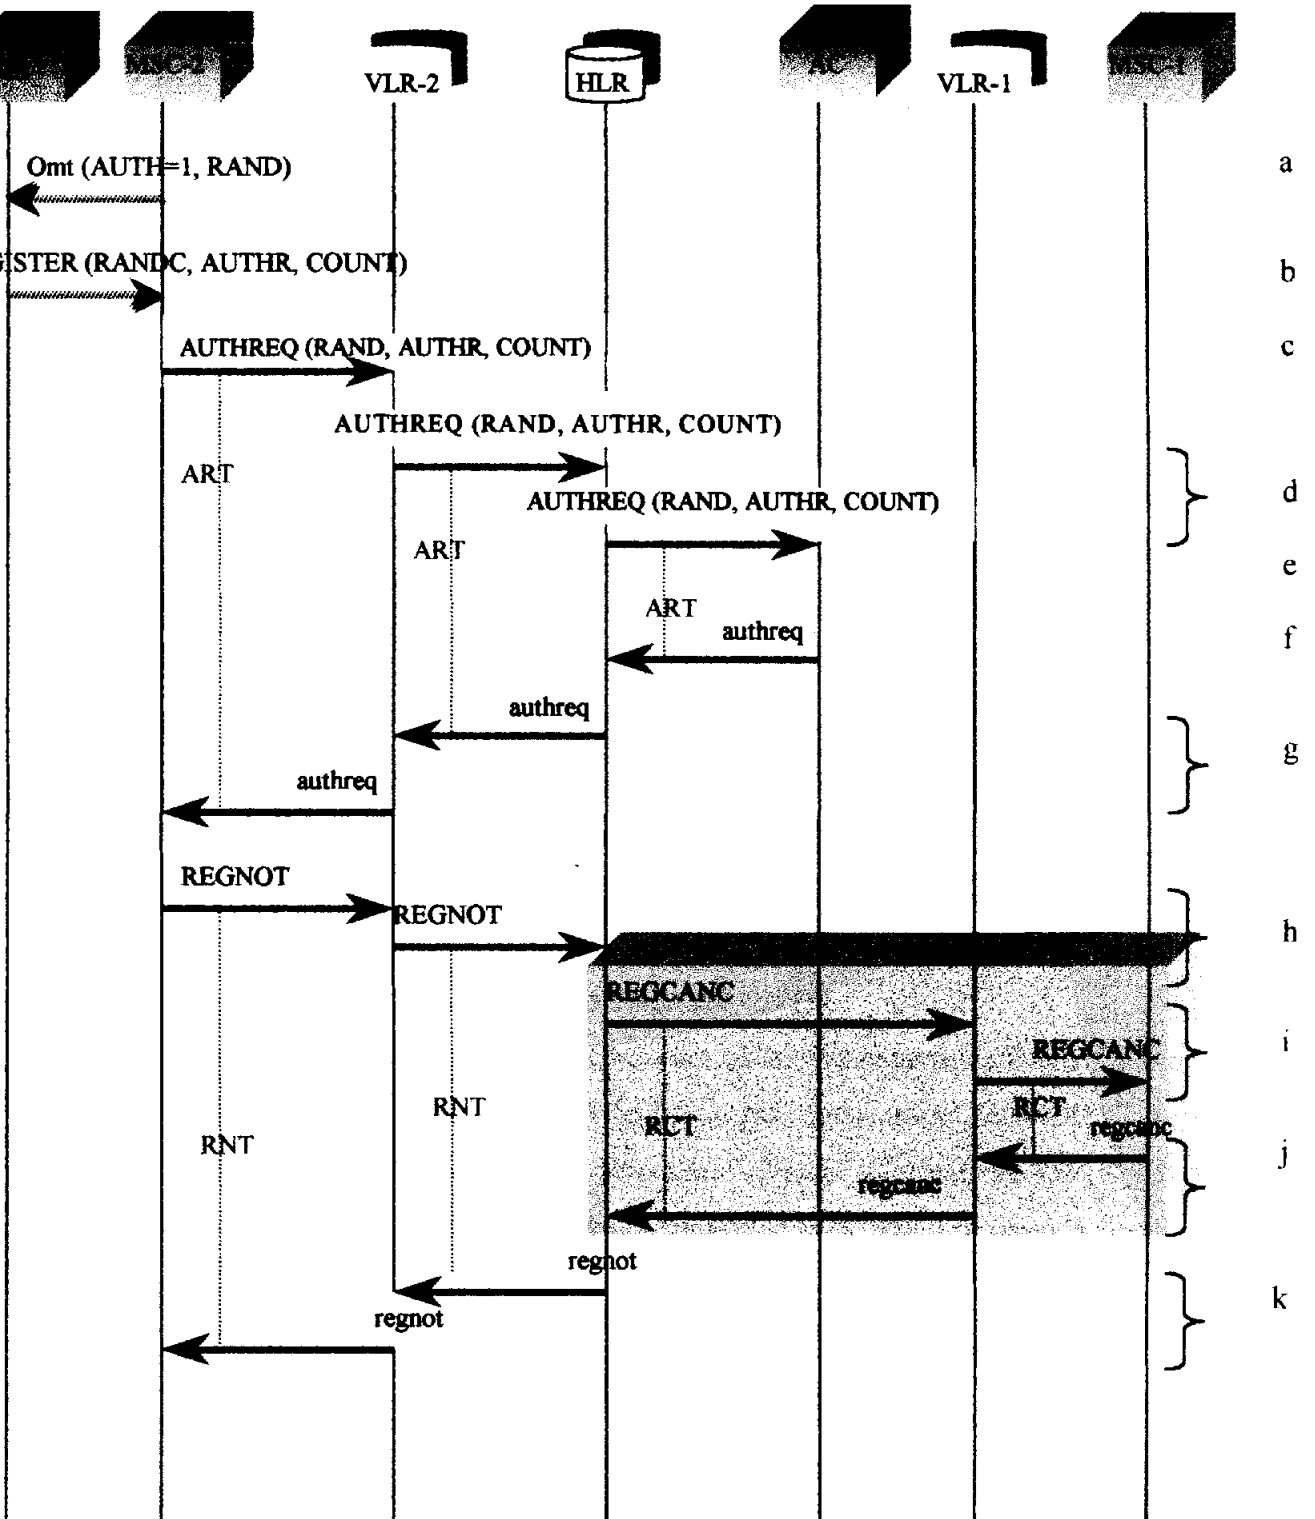 MSC-2
VLR-2
HLR
AC
VLR-1
MSC-1
Omt (AUTH=1, RAND)
a
GISTER (RANDC, AUTHR, COUNT)
b
AUTHREQ (RAND, AUTHR, COUNT)
c
AUTHREQ (RAND, AUTHR, COUNT)
ART
d
AUTHREQ (RAND, AUTHR, COUNT)
ART
e
ART
authreq
f
authreq
g
authreq
REGNOT
REGNOT
h
REGCANC
REGCANC
i
RNT
RCT
RCT
regcanc
RNT
j
regcanc
regnot
k
regnot